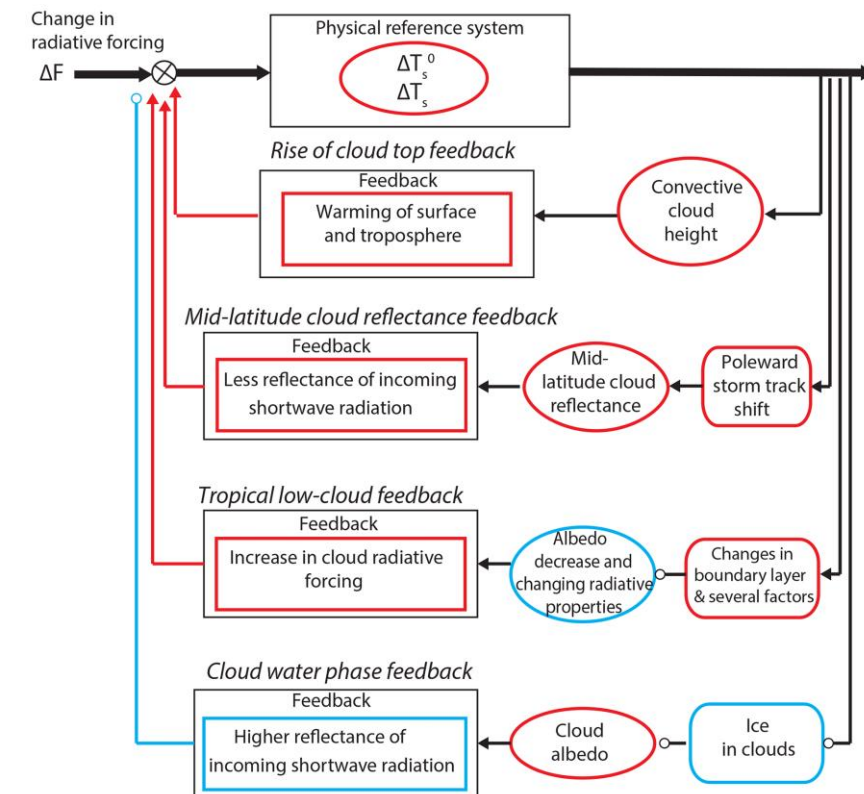 Change in
radiative forcing
ΔF
Physical reference system
ΔTs⁰
ΔTs
Rise of cloud top feedback
Feedback
Warming of surface
and troposphere
Convective
cloud
height
Mid-latitude cloud reflectance feedback
Feedback
Less reflectance of incoming
shortwave radiation
Mid-
latitude cloud
reflectance
Poleward
storm track
shift
Tropical low-cloud feedback
Feedback
Increase in cloud radiative
forcing
Albedo
decrease and
changing radiative
properties
Changes in
boundary layer
& several factors
Cloud water phase feedback
Feedback
Higher reflectance of
incoming shortwave radiation
Cloud
albedo
Ice
in clouds